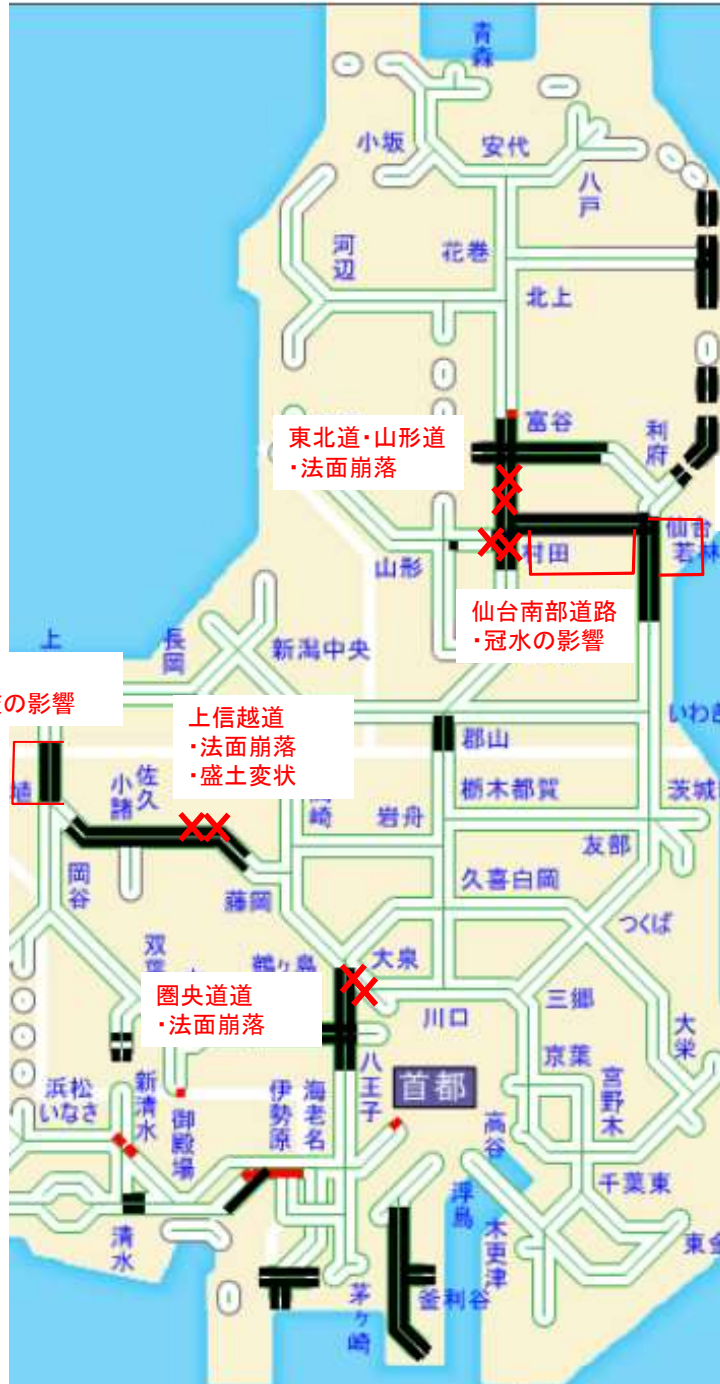 青森
小坂
安代
八戸
河辺
花巻
北上
東北道・山形道
・法面崩落
富谷
利府
仙台
若林
村田
山形
仙台南部道路
・冠水の影響
上
長岡
新潟中央
の影響
上信越道
・法面崩落
・盛土変状
いわき
郡山
佐久
小諸
栃木都賀
茨城
崎
岩舟
友部
岡谷
藤岡
久喜白岡
つくば
双葉
鶴ヶ島
大泉
圏央道道
・法面崩落
川口
三郷
大栄
京葉
宮野木
八王子
首都
海老名
伊勢原
新清水
浜松
いなさ
御殿場
高谷
千葉東
浮島
木更津
東金
清水
茅ヶ崎
釜利谷